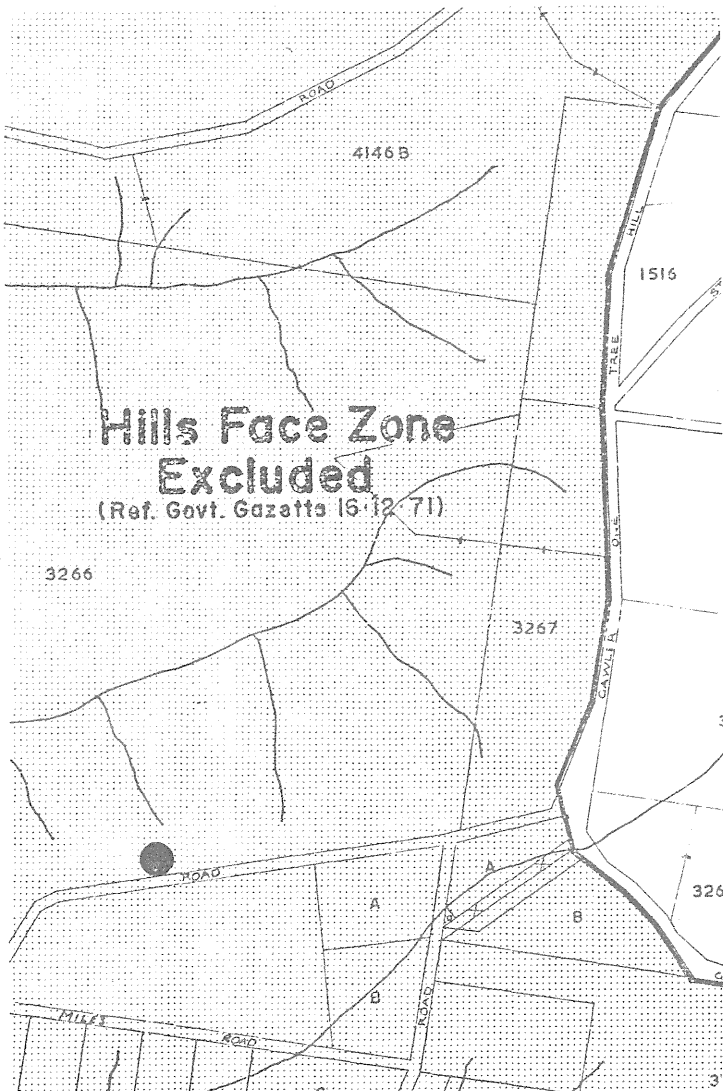 ROAD
4146B
HILL
1516
TREE
Hills Face Zone
Excluded
(Ref. Govt. Gazette 16·12·71)
3266
3267
GAWLER
ROAD
A
A
B
B
ROAD
MILES
ROAD